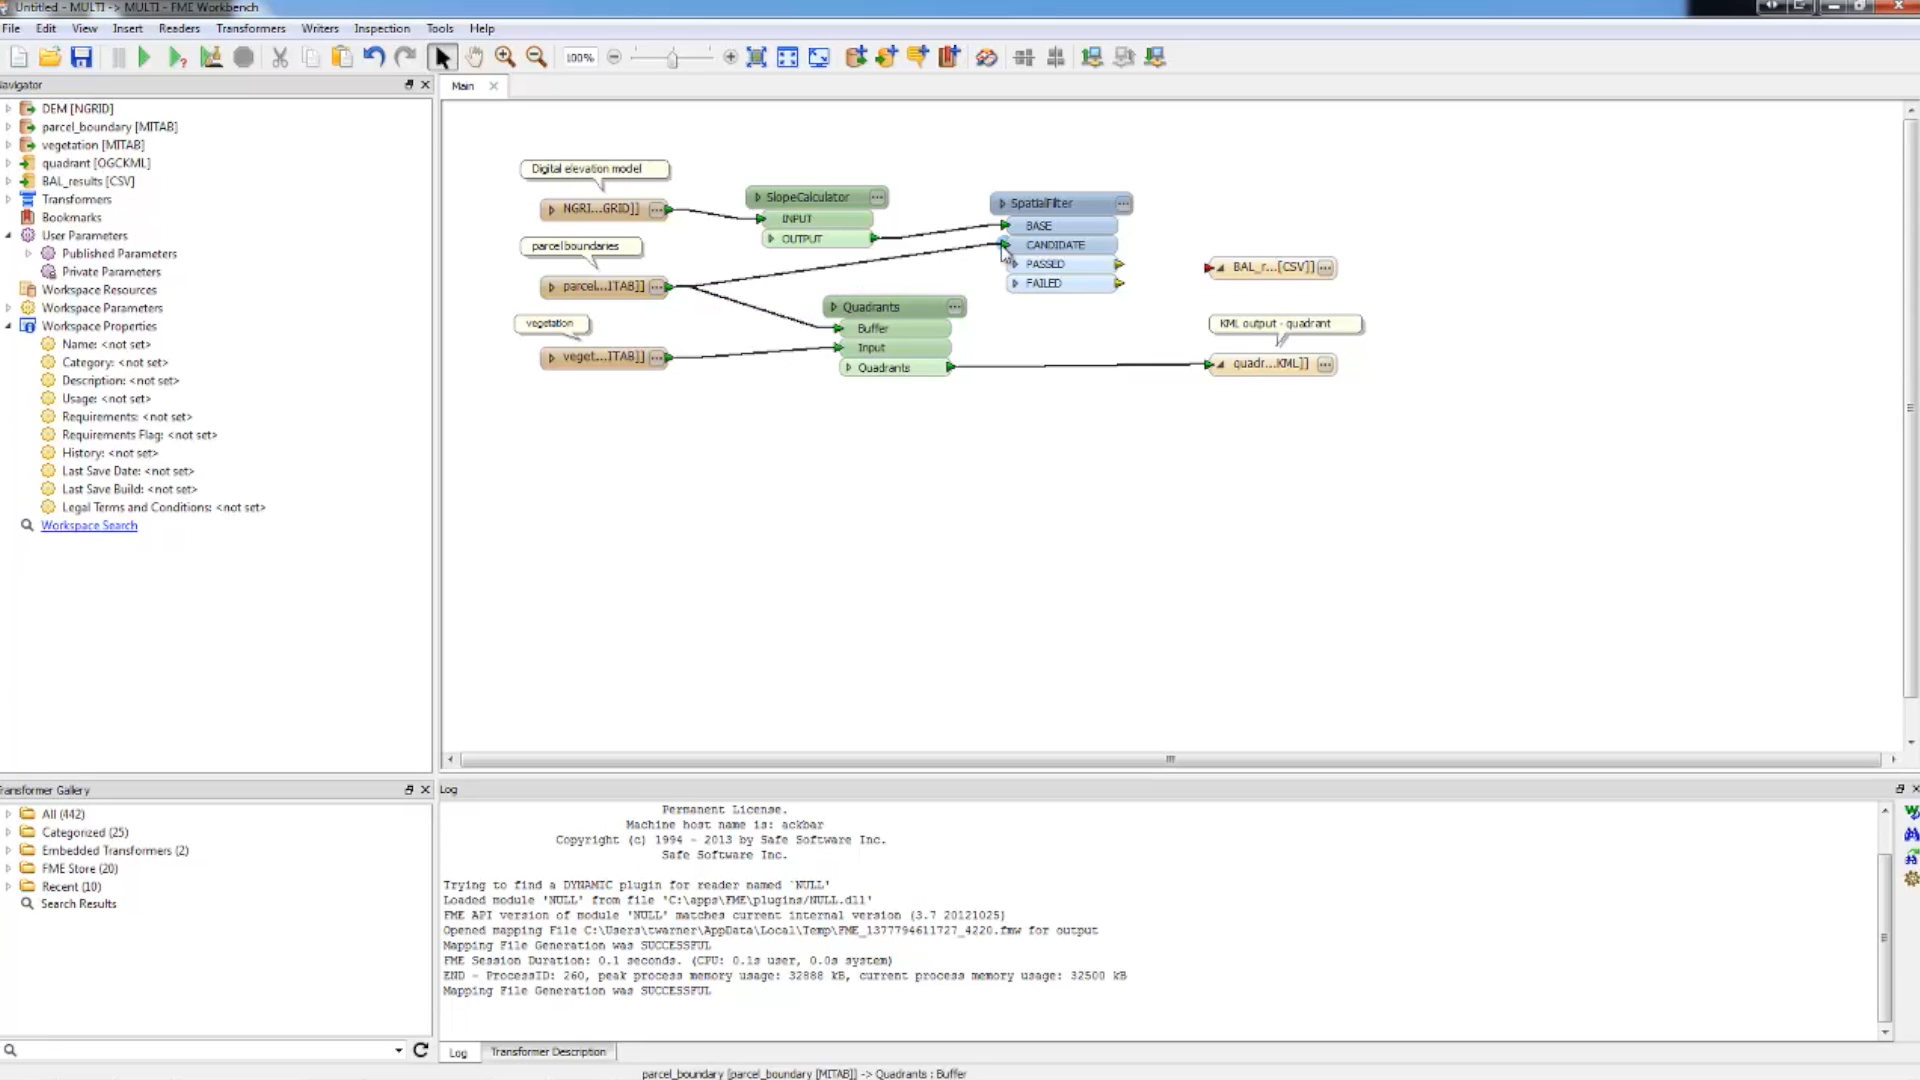 Untitled - MULTI -> MULTI - FME Workbench
File Edit View Insert Readers Transformers Writers Inspection Tools Help
100%
Navigator
Main
DEM [NGRID]
parcel_boundary [MITAB]
vegetation [MITAB]
quadrant [OGCKML]
BAL_results [CSV]
Transformers
Bookmarks
User Parameters
Published Parameters
Private Parameters
Workspace Resources
Workspace Parameters
Workspace Properties
Name: <not set>
Category: <not set>
Description: <not set>
Usage: <not set>
Requirements: <not set>
Requirements Flag: <not set>
History: <not set>
Last Save Date: <not set>
Last Save Build: <not set>
Legal Terms and Conditions: <not set>
Workspace Search
Digital elevation model
NGRI...GRID]]
parcel boundaries
parcel...ITAB]]
vegetation
veget...ITAB]]
SlopeCalculator
INPUT
OUTPUT
Quadrants
Buffer
Input
Quadrants
SpatialFilter
BASE
CANDIDATE
PASSED
FAILED
BAL_r...[CSV]]
KML output - quadrant
quadr...KML]]
Transformer Gallery
All (442)
Categorized (25)
Embedded Transformers (2)
FME Store (20)
Recent (10)
Search Results
Log
Permanent License.
Machine host name is: ackbar
Copyright (c) 1994 - 2013 by Safe Software Inc.
Safe Software Inc.
Trying to find a DYNAMIC plugin for reader named `NULL'
Loaded module 'NULL' from file 'C:\apps\FME\plugins/NULL.dll'
FME API version of module 'NULL' matches current internal version (3.7 20121025)
Opened mapping File C:\Users\twarner\AppData\Local\Temp\FME_1377794611727_4220.fmw for output
Mapping File Generation was SUCCESSFUL
FME Session Duration: 0.1 seconds. (CPU: 0.1s user, 0.0s system)
END - ProcessID: 260, peak process memory usage: 32888 kB, current process memory usage: 32500 kB
Mapping File Generation was SUCCESSFUL
Log Transformer Description
parcel_boundary [parcel_boundary [MITAB]] -> Quadrants : Buffer